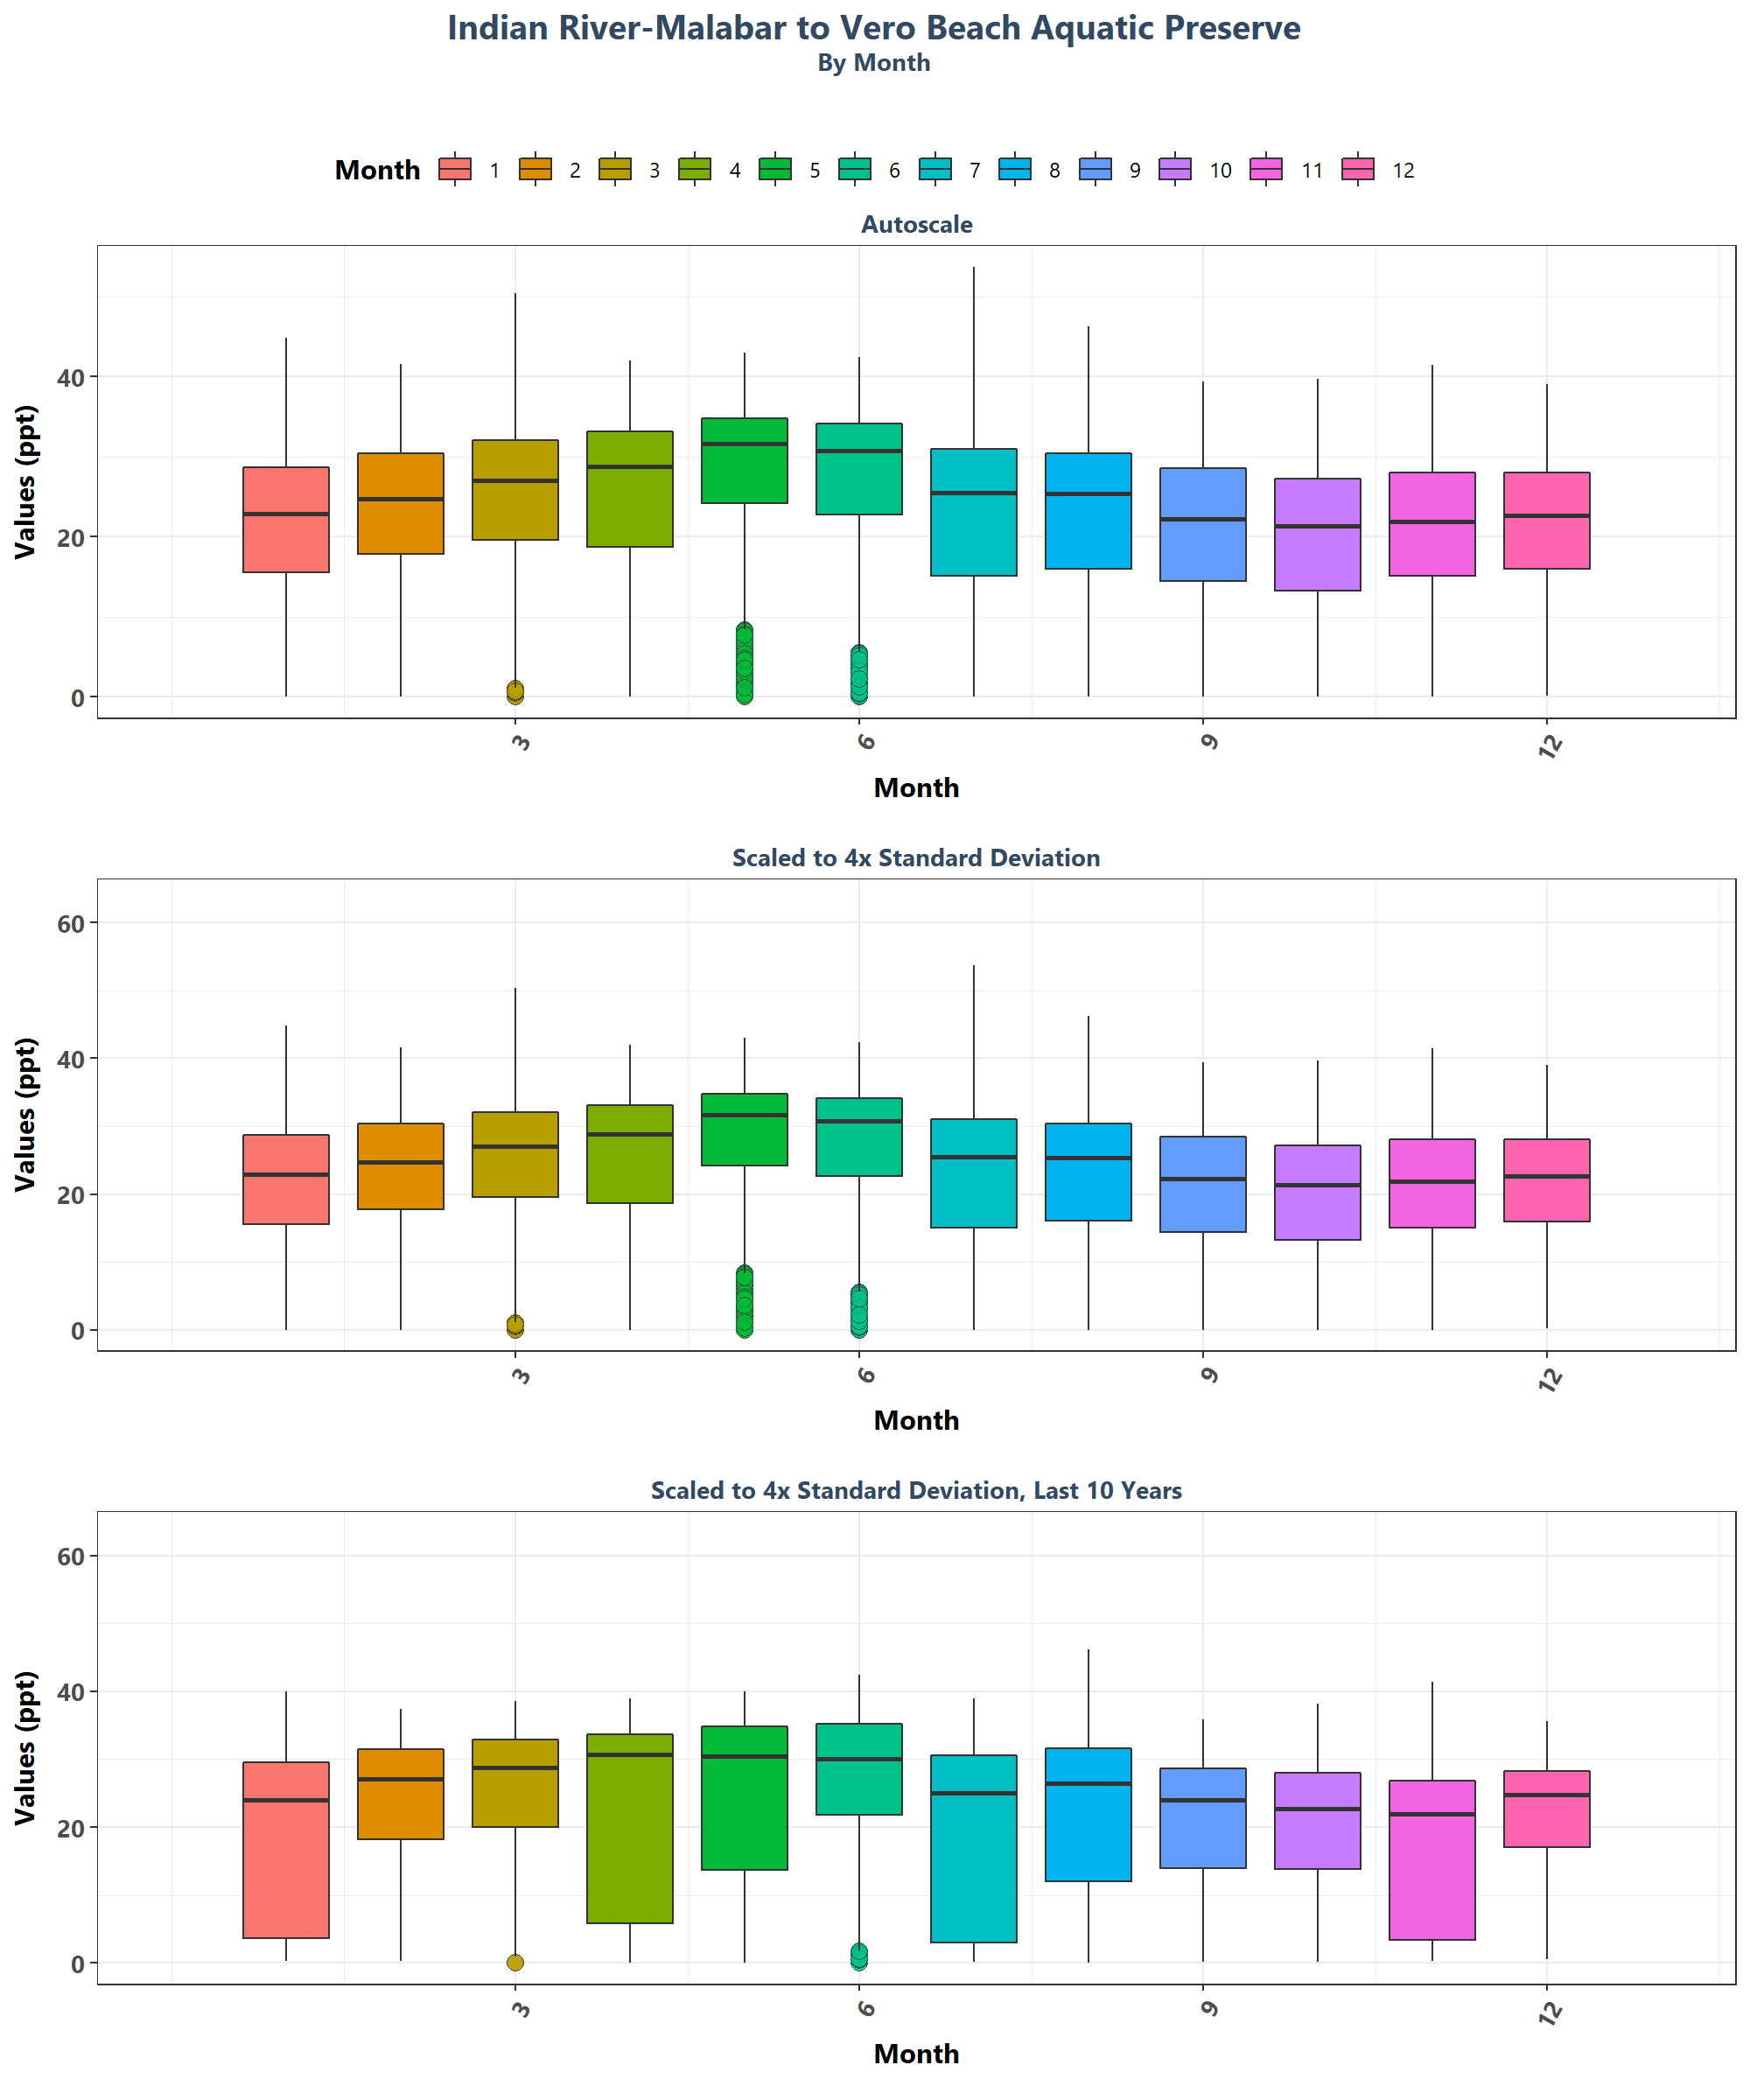 Indian River-Malabar to Vero Beach Aquatic Preserve
By Month
Month 1 2 3 4 5 6 7 8 9 10 11 12
Autoscale
Values (ppt)
40
20
0
3 6 9 12
Month
Scaled to 4x Standard Deviation
Values (ppt)
60
40
20
0
3 6 9 12
Month
Scaled to 4x Standard Deviation, Last 10 Years
Values (ppt)
60
40
20
0
3 6 9 12
Month